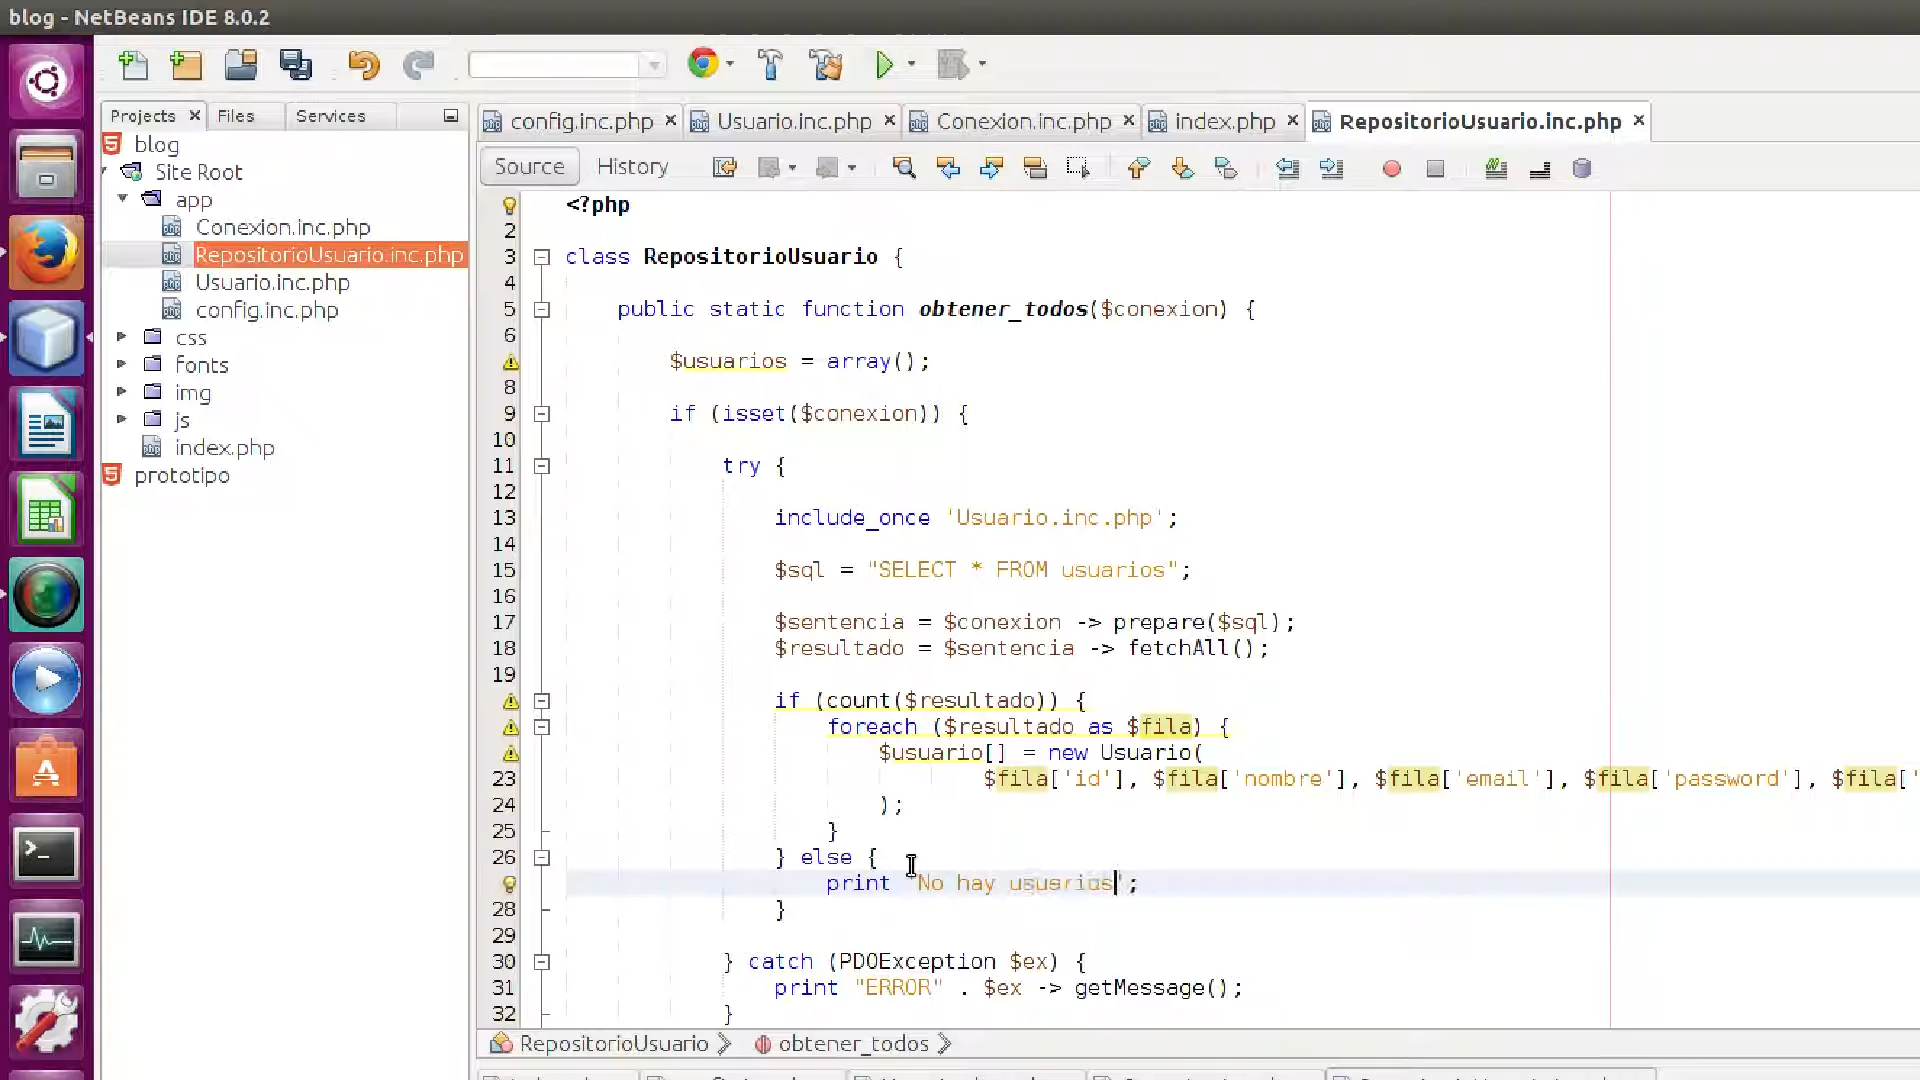 blog - NetBeans IDE 8.0.2
Projects Files Services
blog
Site Root
app
Conexion.inc.php
RepositorioUsuario.inc.php
Usuario.inc.php
config.inc.php
css
fonts
img
js
index.php
prototipo
config.inc.php Usuario.inc.php Conexion.inc.php index.php RepositorioUsuario.inc.php
Source History
<?php
2
3 class RepositorioUsuario {
4
5 public static function obtener_todos($conexion) {
6
$usuarios = array();
8
9 if (isset($conexion)) {
10
11 try {
12
13 include_once 'Usuario.inc.php';
14
15 $sql = "SELECT * FROM usuarios";
16
17 $sentencia = $conexion -> prepare($sql);
18 $resultado = $sentencia -> fetchAll();
19
if (count($resultado)) {
foreach ($resultado as $fila) {
$usuario[] = new Usuario(
23 $fila['id'], $fila['nombre'], $fila['email'], $fila['password'], $fila['
24 );
25 }
26 } else {
print "No hay ususrios";
28 }
29
30 } catch (PDOException $ex) {
31 print "ERROR" . $ex -> getMessage();
32 }
RepositorioUsuario obtener_todos